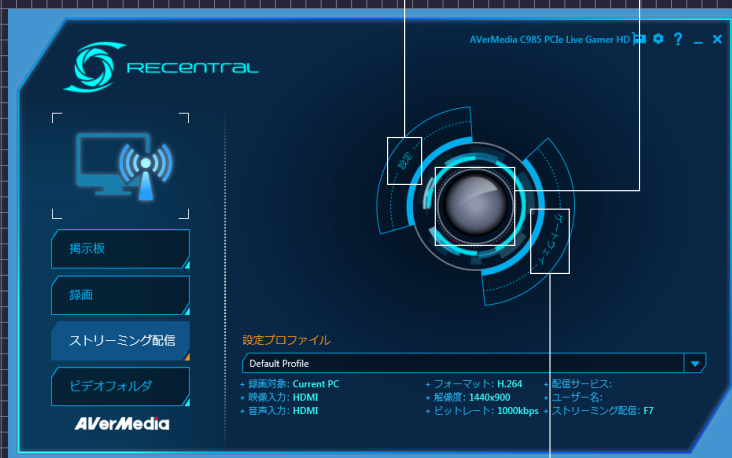 AVerMedia C985 PCIe Live Gamer HD
RECentral
設定
ゲートウェイ
掲示板
録画
ストリーミング配信
ビデオフォルダ
AVerMedia
設定プロファイル
Default Profile
+ 録画対象: Current PC
+ フォーマット: H.264
+ 配信サービス:
+ 映像入力: HDMI
+ 解像度: 1440x900
+ ユーザー名:
+ 音声入力: HDMI
+ ビットレート: 1000kbps
+ ストリーミング配信: F7